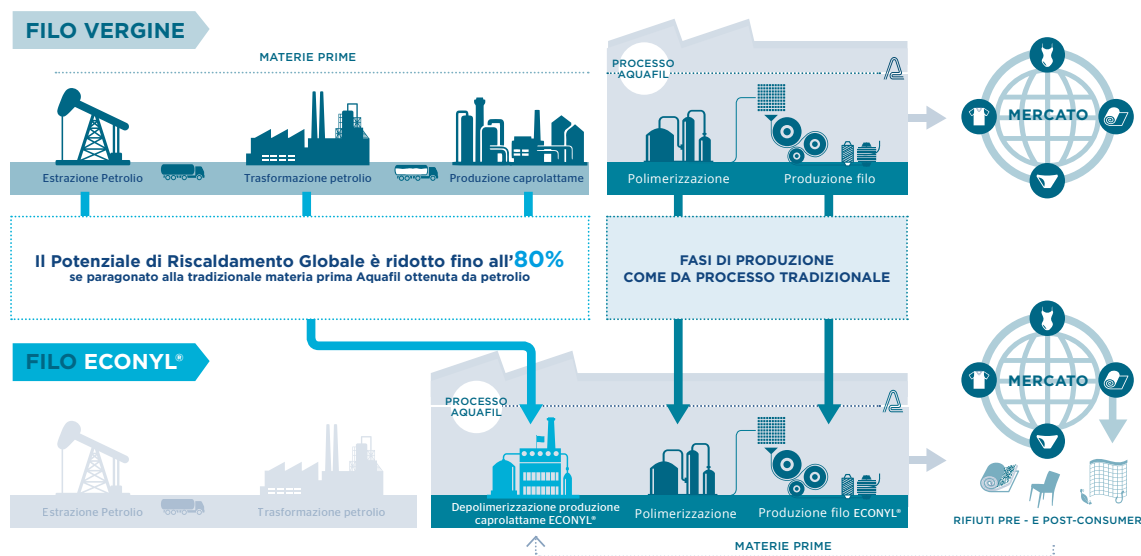 FILO VERGINE
MATERIE PRIME
PROCESSO
AQUAFIL
MERCATO
Estrazione Petrolio
Trasformazione petrolio
Produzione caprolattame
Polimerizzazione
Produzione filo
Il Potenziale di Riscaldamento Globale è ridotto fino all'80%
se paragonato alla tradizionale materia prima Aquafil ottenuta da petrolio
FASI DI PRODUZIONE
COME DA PROCESSO TRADIZIONALE
FILO ECONYL®
PROCESSO
AQUAFIL
MERCATO
Estrazione Petrolio
Trasformazione petrolio
Depolimerizzazione produzione
caprolattame ECONYL®
Polimerizzazione
Produzione filo ECONYL®
RIFIUTI PRE - E POST-CONSUMER
MATERIE PRIME